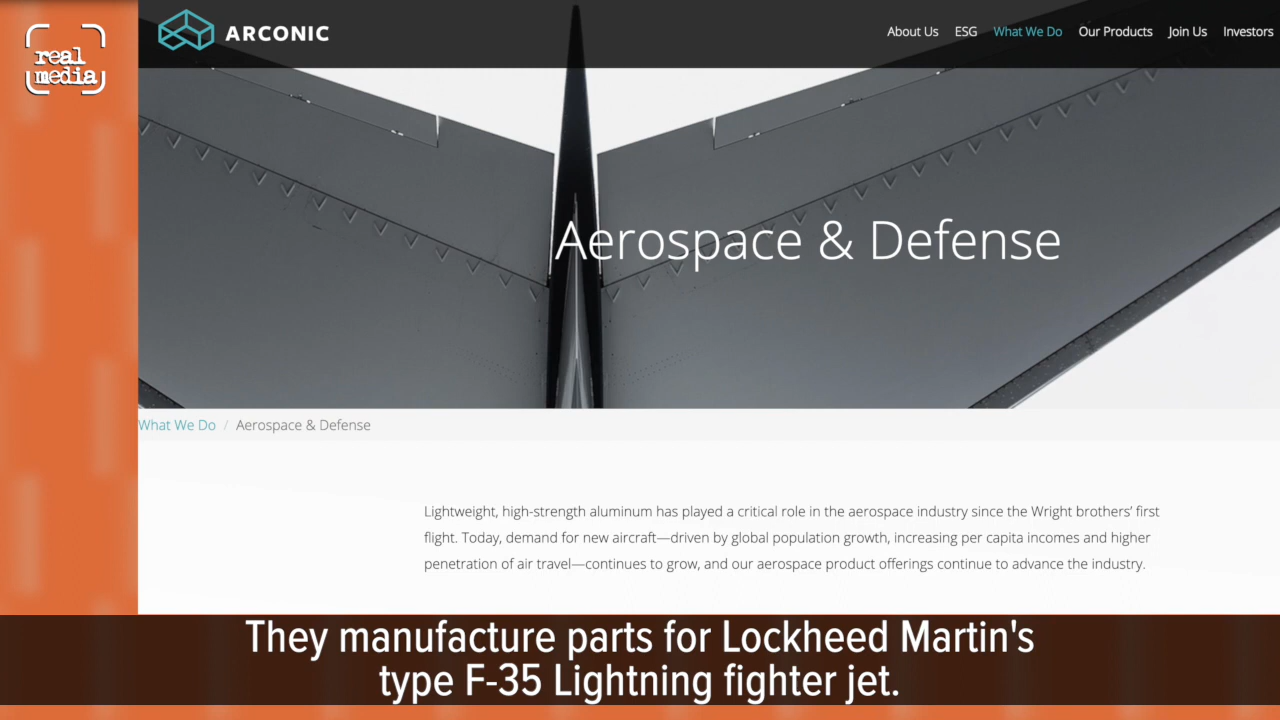 real
media
ARCONIC
About Us ESG What We Do Our Products Join Us Investors
Aerospace & Defense
What We Do / Aerospace & Defense
Lightweight, high-strength aluminum has played a critical role in the aerospace industry since the Wright brothers’ first
flight. Today, demand for new aircraft—driven by global population growth, increasing per capita incomes and higher
penetration of air travel—continues to grow, and our aerospace product offerings continue to advance the industry.
They manufacture parts for Lockheed Martin's
type F-35 Lightning fighter jet.